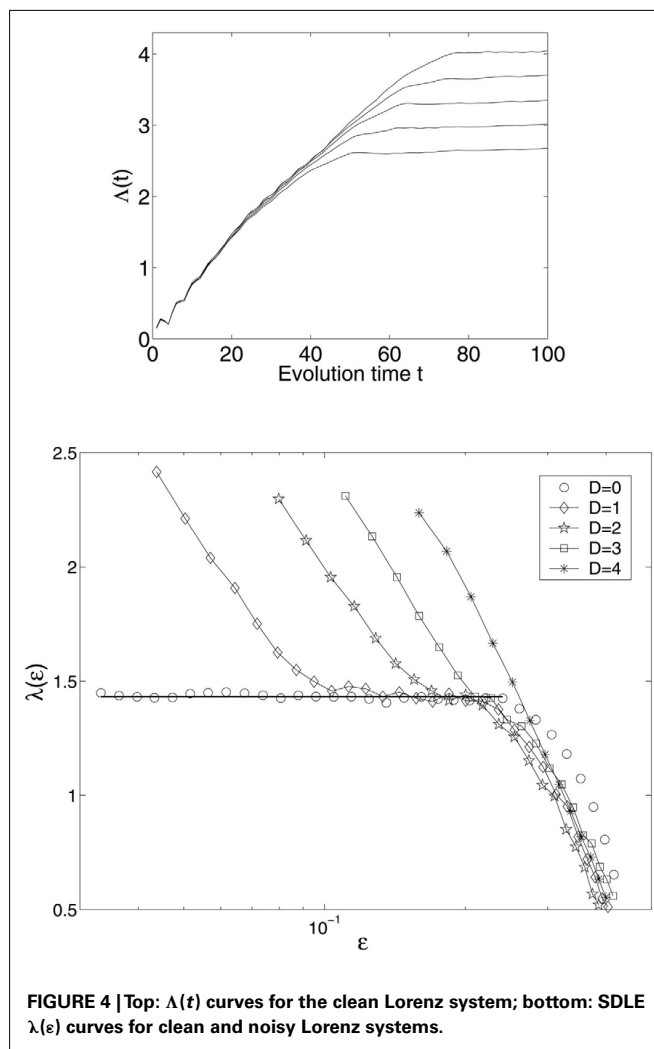 4
3
2
1
0
Λ(t)
0 20 40 60 80 100
Evolution time t
2.5
2
1.5
1
0.5
λ(ε)
D=0
D=1
D=2
D=3
D=4
10⁻¹
ε
FIGURE 4 | Top: Λ(t) curves for the clean Lorenz system; bottom: SDLE
λ(ε) curves for clean and noisy Lorenz systems.